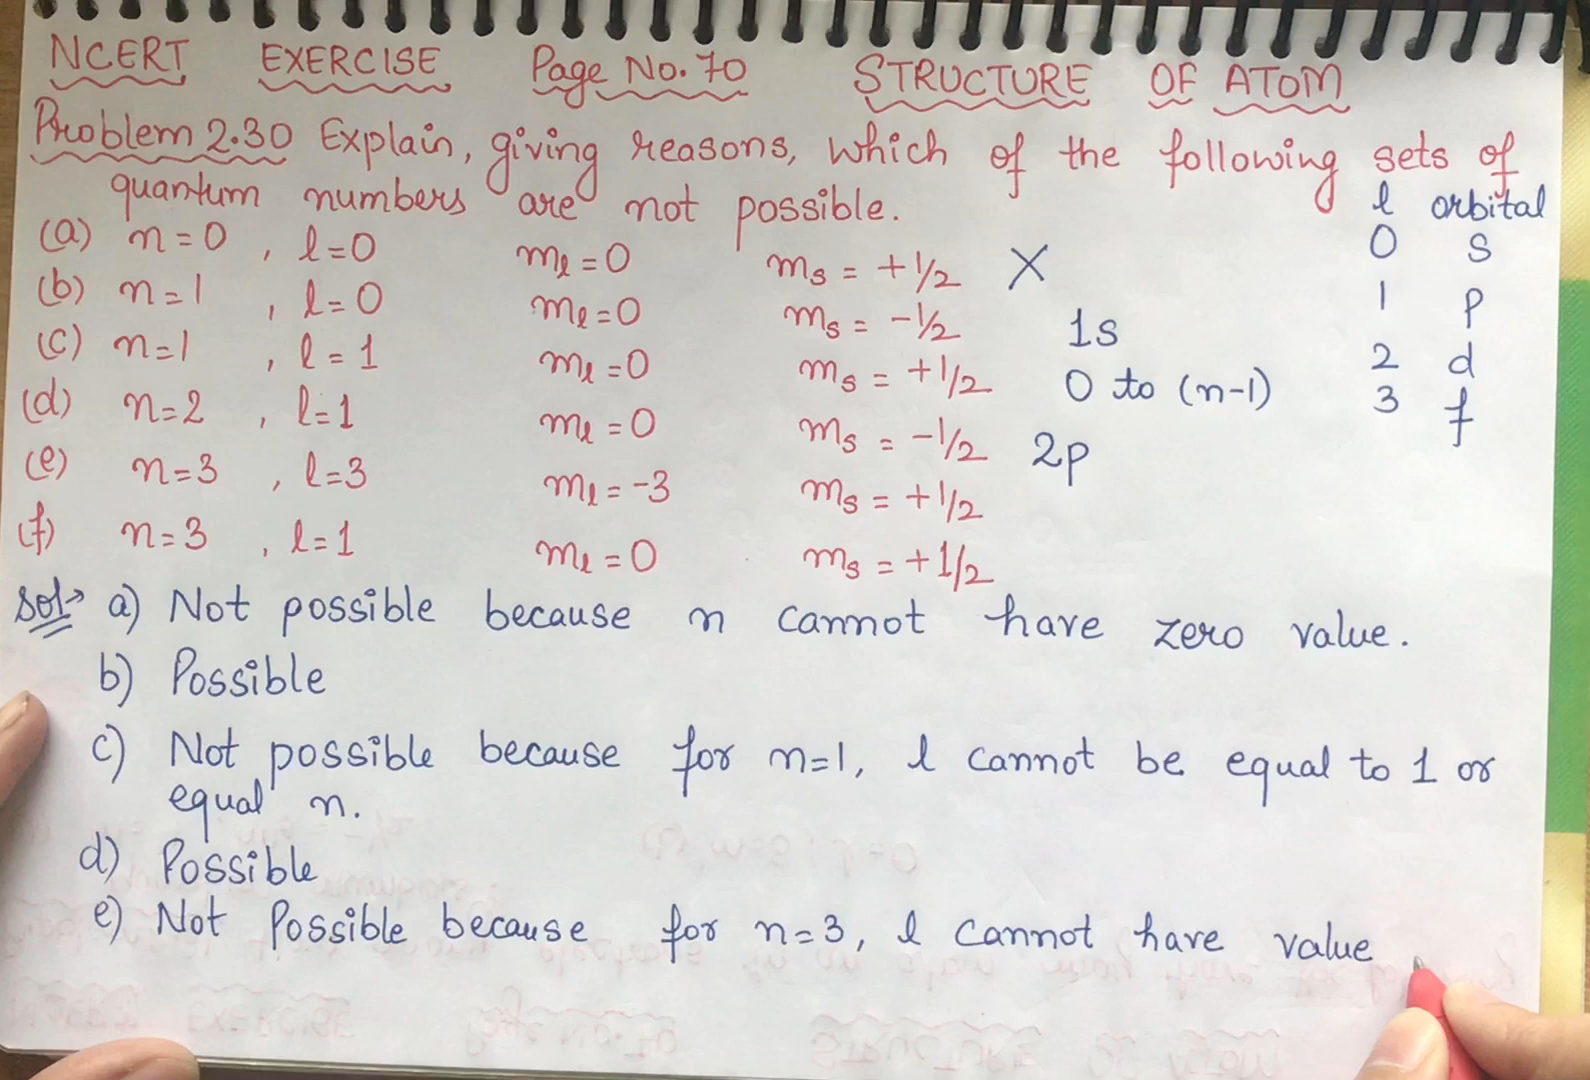 NCERT EXERCISE Page No. 70 STRUCTURE OF ATOM
Problem 2.30 Explain, giving reasons, which of the following sets of
quantum numbers are not possible.
l orbital
0 s
1 p
2 d
3 f
(a) n=0, l=0 ml=0 ms = +1/2 X
(b) n=1, l=0 ml=0 ms = -1/2 1s
(c) n=1, l=1 ml=0 ms = +1/2 0 to (n-1)
(d) n=2, l=1 ml=0 ms = -1/2 2p
(e) n=3, l=3 ml=-3 ms = +1/2
(f) n=3, l=1 ml=0 ms = +1/2
Sol→ a) Not possible because n cannot have zero value.
b) Possible
c) Not possible because for n=1, l cannot be equal to 1 or
equal n.
d) Possible
e) Not Possible because for n=3, l cannot have value